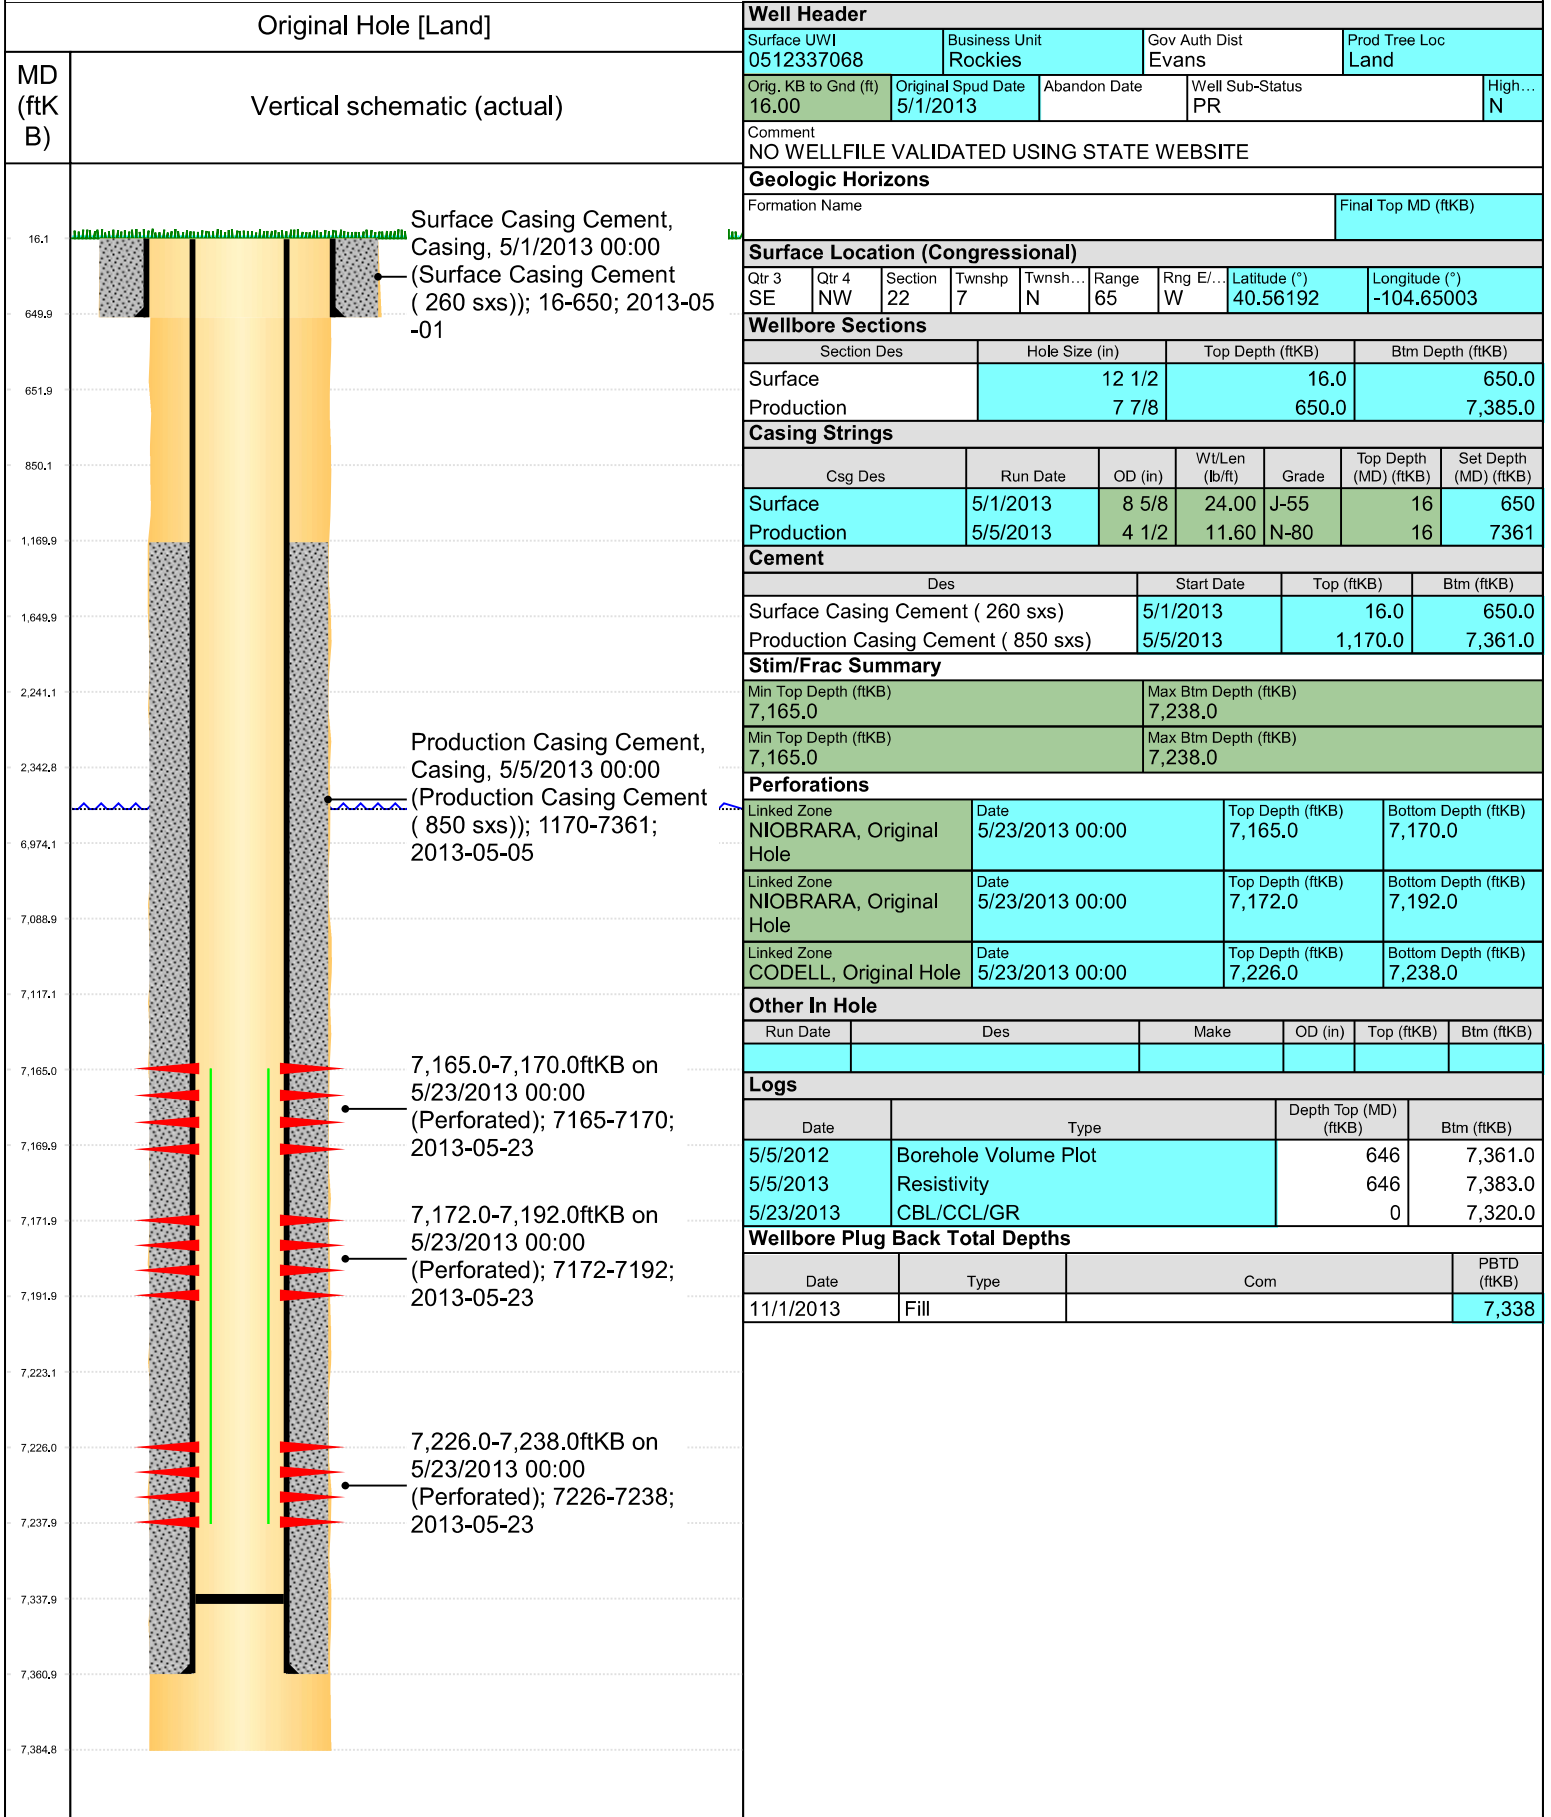 Original Hole [Land]
MD
(ftK
B)
Vertical schematic (actual)
16.1
649.9
651.9
850.1
1,169.9
1,649.9
2,241.1
2,342.8
6,974.1
7,088.9
7,117.1
7,165.0
7,169.9
7,171.9
7,191.9
7,223.1
7,226.0
7,237.9
7,337.9
7,360.9
7,384.8
Surface Casing Cement,
Casing, 5/1/2013 00:00
(Surface Casing Cement
( 260 sxs)); 16-650; 2013-05
-01
Production Casing Cement,
Casing, 5/5/2013 00:00
(Production Casing Cement
( 850 sxs)); 1170-7361;
2013-05-05
7,165.0-7,170.0ftKB on
5/23/2013 00:00
(Perforated); 7165-7170;
2013-05-23
7,172.0-7,192.0ftKB on
5/23/2013 00:00
(Perforated); 7172-7192;
2013-05-23
7,226.0-7,238.0ftKB on
5/23/2013 00:00
(Perforated); 7226-7238;
2013-05-23
Well Header
Surface UWI Business Unit Gov Auth Dist Prod Tree Loc
0512337068 Rockies Evans Land
Orig. KB to Gnd (ft) Original Spud Date Abandon Date Well Sub-Status High...
16.00 5/1/2013 PR N
Comment
NO WELLFILE VALIDATED USING STATE WEBSITE
Geologic Horizons
Formation Name Final Top MD (ftKB)
Surface Location (Congressional)
Qtr 3 Qtr 4 Section Twnshp Twnsh... Range Rng E/... Latitude (°) Longitude (°)
SE NW 22 7 N 65 W 40.56192 -104.65003
Wellbore Sections
Section Des Hole Size (in) Top Depth (ftKB) Btm Depth (ftKB)
Surface 12 1/2 16.0 650.0
Production 7 7/8 650.0 7,385.0
Casing Strings
Csg Des Run Date OD (in) Wt/Len (lb/ft) Grade Top Depth (MD) (ftKB) Set Depth (MD) (ftKB)
Surface 5/1/2013 8 5/8 24.00 J-55 16 650
Production 5/5/2013 4 1/2 11.60 N-80 16 7361
Cement
Des Start Date Top (ftKB) Btm (ftKB)
Surface Casing Cement ( 260 sxs) 5/1/2013 16.0 650.0
Production Casing Cement ( 850 sxs) 5/5/2013 1,170.0 7,361.0
Stim/Frac Summary
Min Top Depth (ftKB) Max Btm Depth (ftKB)
7,165.0 7,238.0
Min Top Depth (ftKB) Max Btm Depth (ftKB)
7,165.0 7,238.0
Perforations
Linked Zone Date Top Depth (ftKB) Bottom Depth (ftKB)
NIOBRARA, Original 5/23/2013 00:00 7,165.0 7,170.0
Hole
Linked Zone Date Top Depth (ftKB) Bottom Depth (ftKB)
NIOBRARA, Original 5/23/2013 00:00 7,172.0 7,192.0
Hole
Linked Zone Date Top Depth (ftKB) Bottom Depth (ftKB)
CODELL, Original Hole 5/23/2013 00:00 7,226.0 7,238.0
Other In Hole
Run Date Des Make OD (in) Top (ftKB) Btm (ftKB)
Logs
Date Type Depth Top (MD) (ftKB) Btm (ftKB)
5/5/2012 Borehole Volume Plot 646 7,361.0
5/5/2013 Resistivity 646 7,383.0
5/23/2013 CBL/CCL/GR 0 7,320.0
Wellbore Plug Back Total Depths
Date Type Com PBTD (ftKB)
11/1/2013 Fill 7,338